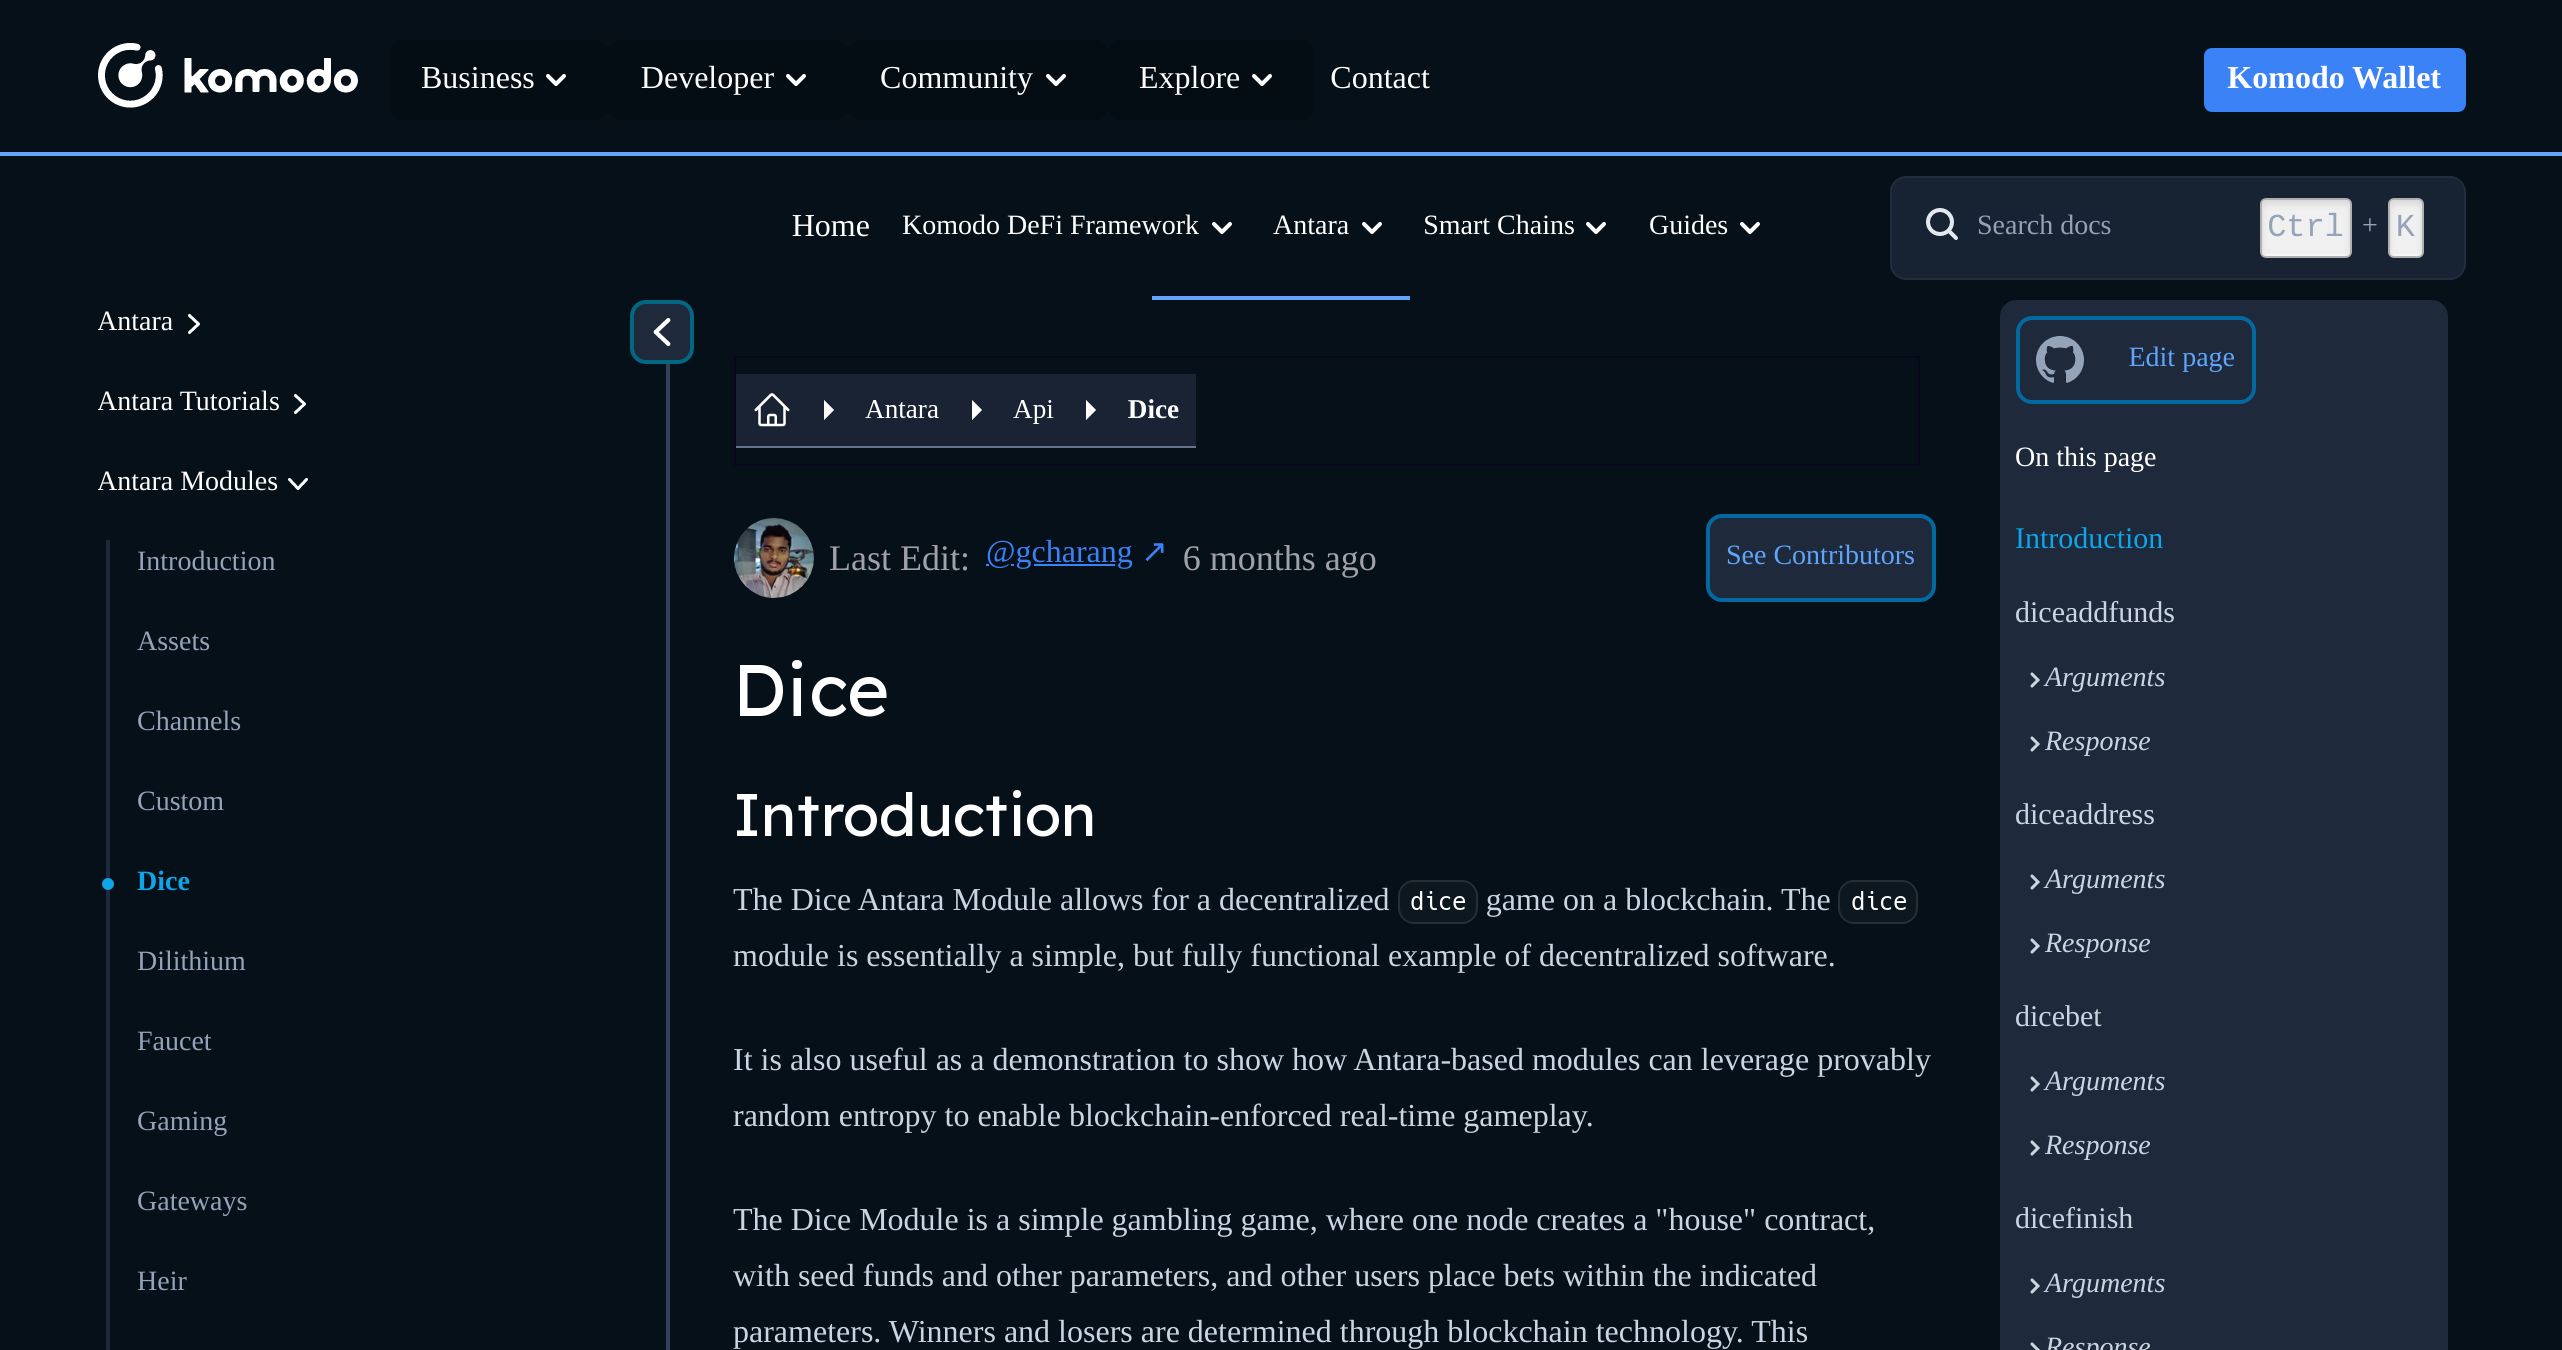 komodo
Business
Developer
Community
Explore
Contact
Komodo Wallet
Home
Komodo DeFi Framework
Antara
Smart Chains
Guides
Search docs
Ctrl + K
Antara
Antara Tutorials
Antara Modules
Introduction
Assets
Channels
Custom
Dice
Dilithium
Faucet
Gaming
Gateways
Heir
Antara
Api
Dice
Last Edit: @gcharang ↗ 6 months ago
See Contributors
Dice
Introduction
The Dice Antara Module allows for a decentralized dice game on a blockchain. The dice
module is essentially a simple, but fully functional example of decentralized software.
It is also useful as a demonstration to show how Antara-based modules can leverage provably
random entropy to enable blockchain-enforced real-time gameplay.
The Dice Module is a simple gambling game, where one node creates a "house" contract,
with seed funds and other parameters, and other users place bets within the indicated
parameters. Winners and losers are determined through blockchain technology. This
Edit page
On this page
Introduction
diceaddfunds
Arguments
Response
diceaddress
Arguments
Response
dicebet
Arguments
Response
dicefinish
Arguments
Response